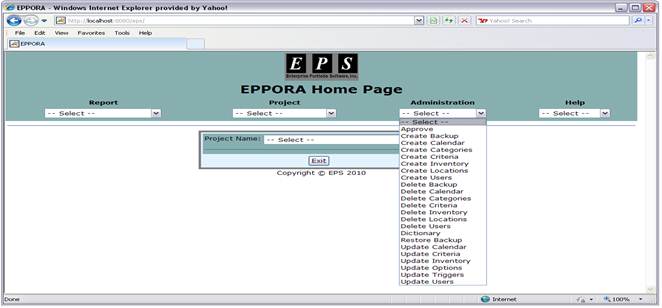 EPPORA - Windows Internet Explorer provided by Yahoo!
http://localhost:8080/eps/
Yahoo! Search
File Edit View Favorites Tools Help
EPPORA
EPS
Enterprise Portfolio Software, Inc.
EPPORA Home Page
Report Project Administration Help
-- Select -- -- Select -- -- Select -- -- Select --
-- Select --
Approve
Create Backup
Create Calendar
Create Categories
Create Criteria
Create Inventory
Create Locations
Create Users
Delete Backup
Delete Calendar
Delete Categories
Delete Criteria
Delete Inventory
Delete Locations
Delete Users
Dictionary
Restore Backup
Update Calendar
Update Criteria
Update Inventory
Update Options
Update Triggers
Update Users
Project Name: -- Select --
Exit
Copyright © EPS 2010
Done Internet 100%